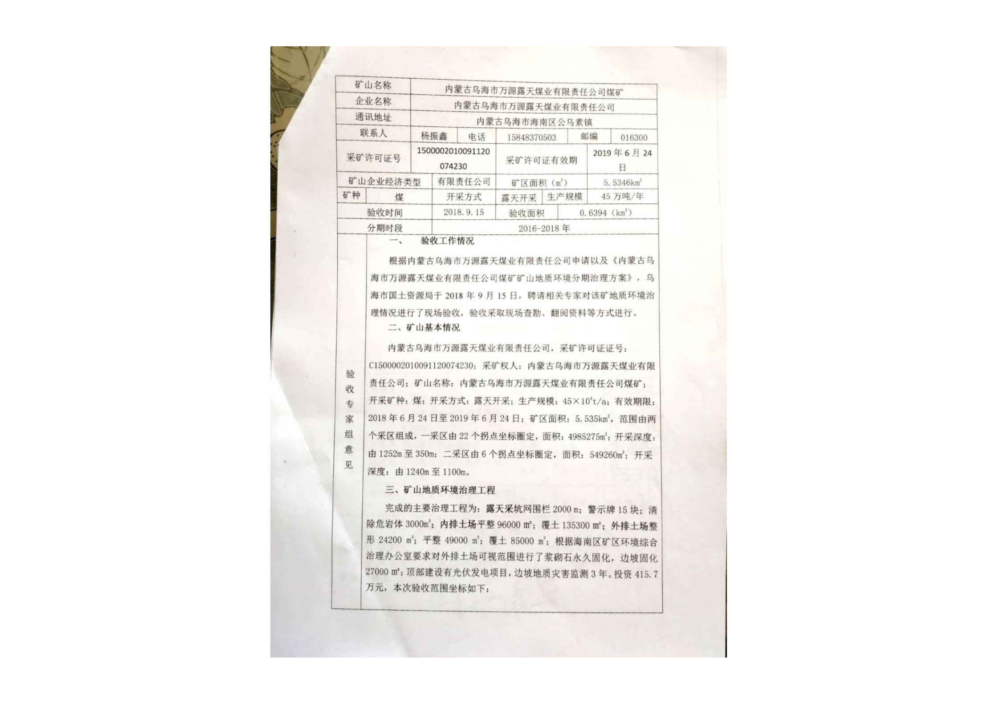 矿山名称 内蒙古乌海市万源露天煤业有限责任公司煤矿
企业名称 内蒙古乌海市万源露天煤业有限责任公司
通讯地址 内蒙古乌海市海南区公乌素镇
联系人 杨振鑫 电话 15848370503 邮编 016300
采矿许可证号 1500002010091120 采矿许可证有效期 2019 年 6 月 24
074230 日
矿山企业经济类型 有限责任公司 矿区面积（m²） 5.5346km²
矿种 煤 开采方式 露天开采 生产规模 45 万吨/年
验收时间 2018.9.15 验收面积 0.6394（km²）
分期时段 2016-2018 年
验收专家组意见
一、 验收工作情况
根据内蒙古乌海市万源露天煤业有限责任公司申请以及《内蒙古乌
海市万源露天煤业有限责任公司煤矿矿山地质环境分期治理方案》，乌
海市国土资源局于 2018 年 9 月 15 日，聘请相关专家对该矿地质环境治
理情况进行了现场验收，验收采取现场查勘、翻阅资料等方式进行。
二、矿山基本情况
内蒙古乌海市万源露天煤业有限责任公司，采矿许可证证号：
C1500002010091120074230；采矿权人：内蒙古乌海市万源露天煤业有限
责任公司；矿山名称：内蒙古乌海市万源露天煤业有限责任公司煤矿；
开采矿种：煤；开采方式：露天开采；生产规模：45×10⁴t/a；有效期限：
2018 年 6 月 24 日至 2019 年 6 月 24 日；矿区面积：5.535km²，范围由两
个采区组成，一采区由 22 个拐点坐标圈定，面积：4985275m²；开采深度：
由 1252m 至 350m；二采区由 6 个拐点坐标圈定，面积：549260m²；开采
深度：由 1240m 至 1100m。
三、矿山地质环境治理工程
完成的主要治理工程为：露天采坑网围栏 2000 m；警示牌 15 块；清
除危岩体 3000m³；内排土场平整 96000 m²；覆土 135300 m²；外排土场整
形 24200 m³；平整 49000 m³；覆土 85000 m³；根据海南区矿区环境综合
治理办公室要求对外排土场可视范围进行了浆砌石永久固化，边坡固化
27000 m²；顶部建设有光伏发电项目，边坡地质灾害监测 3 年。投资 415.7
万元，本次验收范围坐标如下：